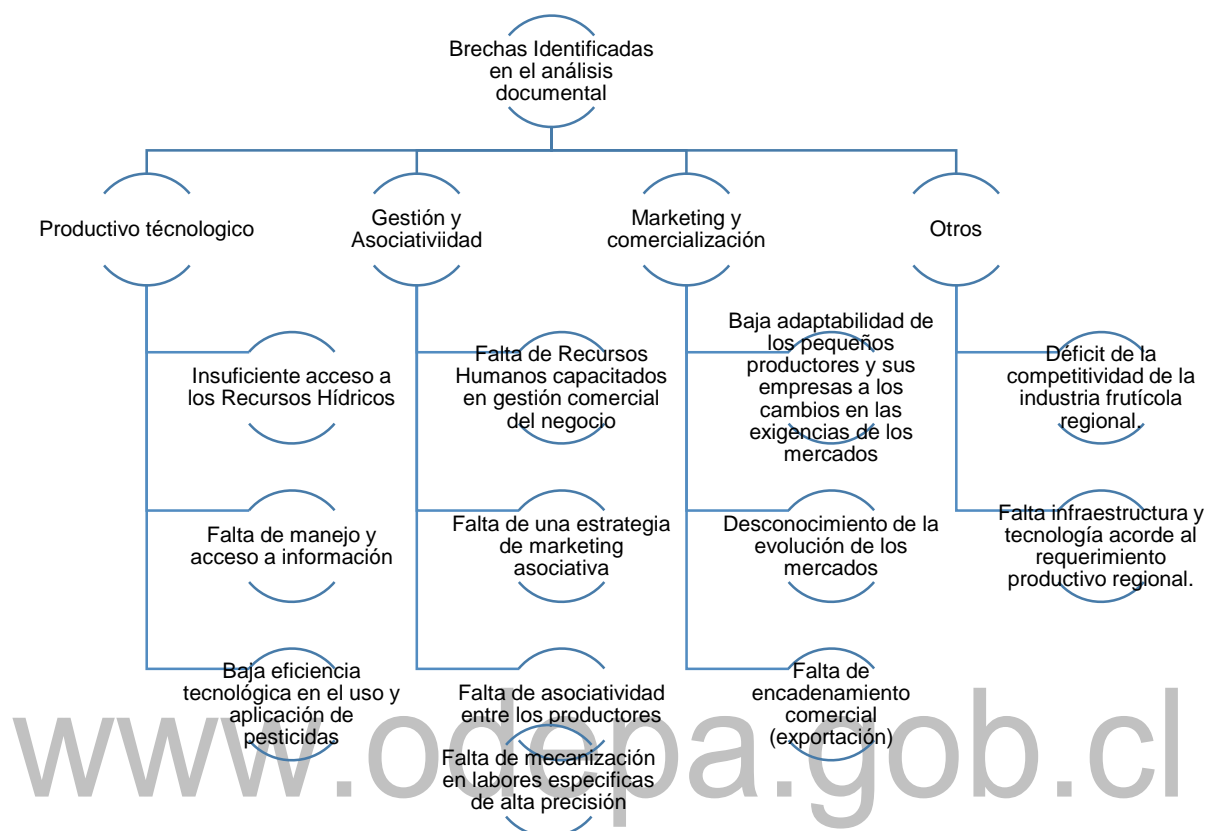 Brechas Identificadas
en el análisis
documental
Productivo técnologico
Gestión y
Asociativiidad
Marketing y
comercialización
Otros
Insuficiente acceso a
los Recursos Hídricos
Falta de manejo y
acceso a información
Baja eficiencia
tecnológica en el uso y
aplicación de
pesticidas
Falta de Recursos
Humanos capacitados
en gestión comercial
del negocio
Falta de una estrategia
de marketing
asociativa
Falta de asociatividad
entre los productores
Falta de mecanización
en labores especificas
de alta precisión
Baja adaptabilidad de
los pequeños
productores y sus
empresas a los
cambios en las
exigencias de los
mercados
Desconocimiento de la
evolución de los
mercados
Falta de
encadenamiento
comercial
(exportación)
Déficit de la
competitividad de la
industria frutícola
regional.
Falta infraestructura y
tecnología acorde al
requerimiento
productivo regional.
www.odepa.gob.cl